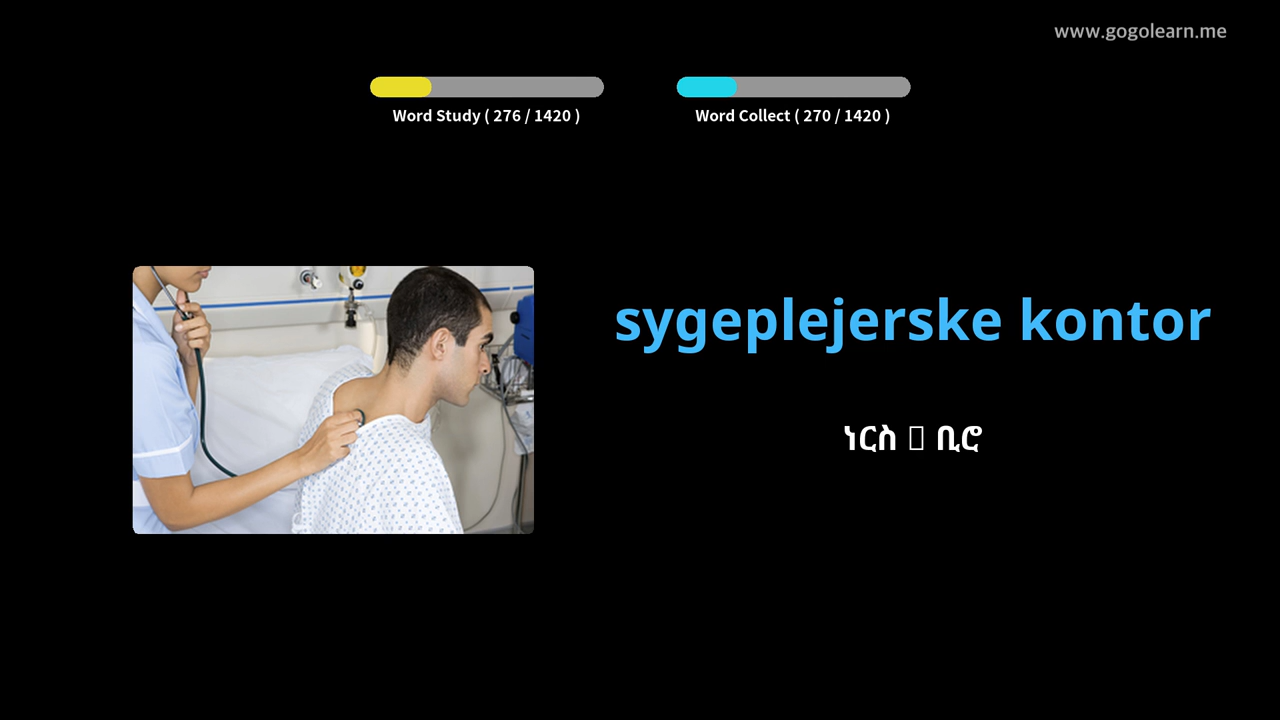 www.gogolearn.me
Word Study ( 276 / 1420 )
Word Collect ( 270 / 1420 )
sygeplejerske kontor
ነርስ ቢሮ